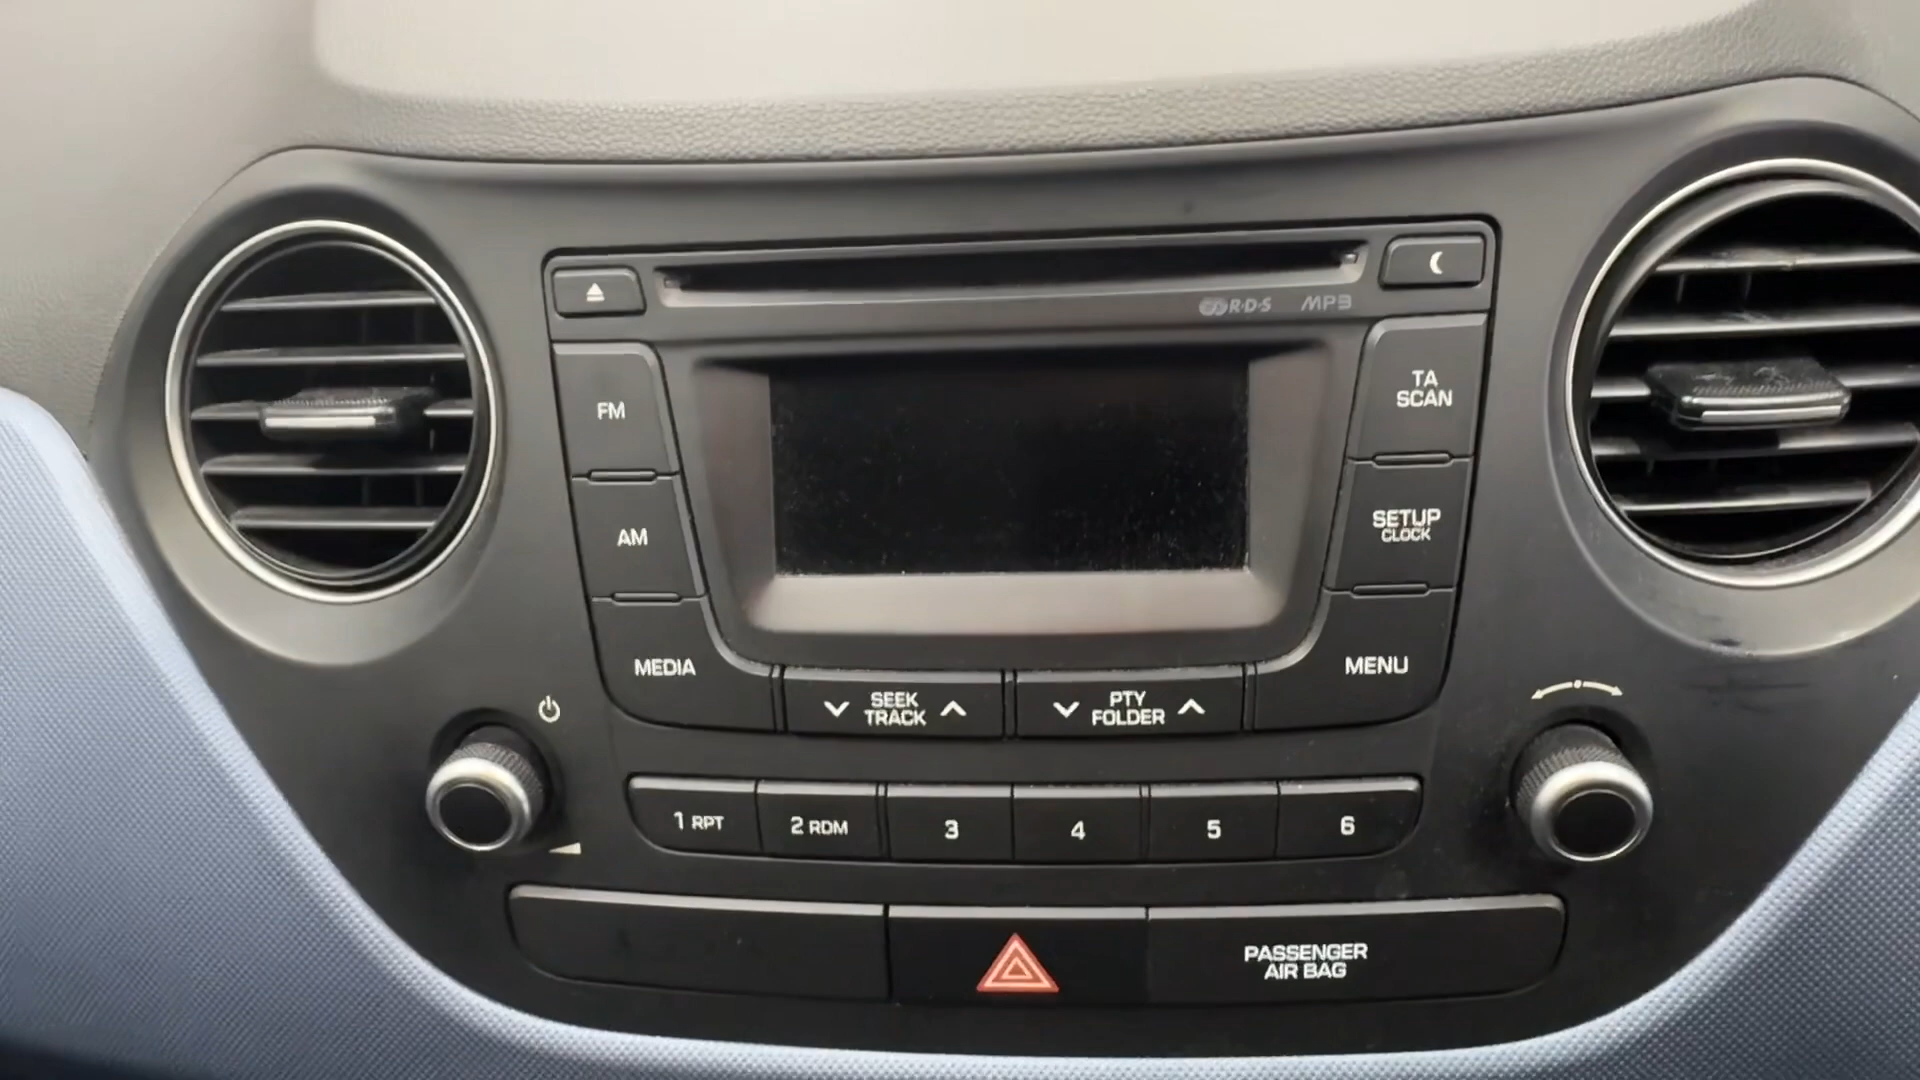 R·D·S MP3
FM
TA
SCAN
AM
SETUP
CLOCK
MEDIA
MENU
SEEK
TRACK
PTY
FOLDER
1 RPT
2 RDM
3
4
5
6
PASSENGER
AIR BAG